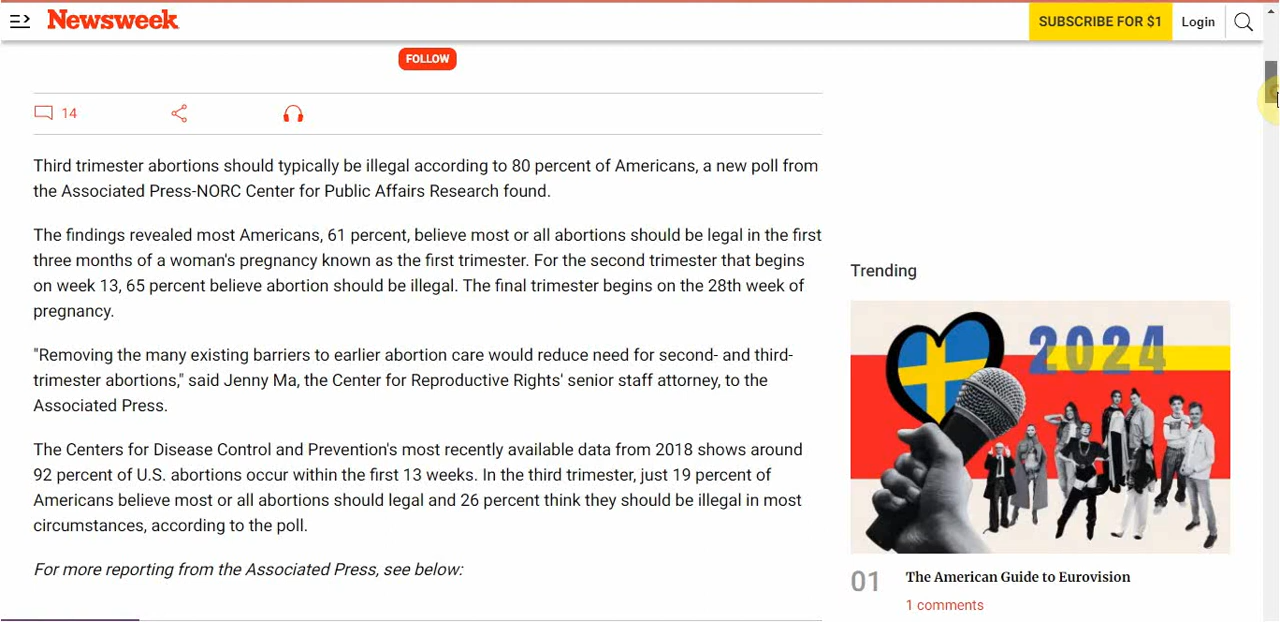 Newsweek
SUBSCRIBE FOR $1
Login
FOLLOW
14
Third trimester abortions should typically be illegal according to 80 percent of Americans, a new poll from
the Associated Press-NORC Center for Public Affairs Research found.
The findings revealed most Americans, 61 percent, believe most or all abortions should be legal in the first
three months of a woman's pregnancy known as the first trimester. For the second trimester that begins
on week 13, 65 percent believe abortion should be illegal. The final trimester begins on the 28th week of
pregnancy.
"Removing the many existing barriers to earlier abortion care would reduce need for second- and third-
trimester abortions," said Jenny Ma, the Center for Reproductive Rights' senior staff attorney, to the
Associated Press.
The Centers for Disease Control and Prevention's most recently available data from 2018 shows around
92 percent of U.S. abortions occur within the first 13 weeks. In the third trimester, just 19 percent of
Americans believe most or all abortions should legal and 26 percent think they should be illegal in most
circumstances, according to the poll.
For more reporting from the Associated Press, see below:
Trending
2024
01
The American Guide to Eurovision
1 comments